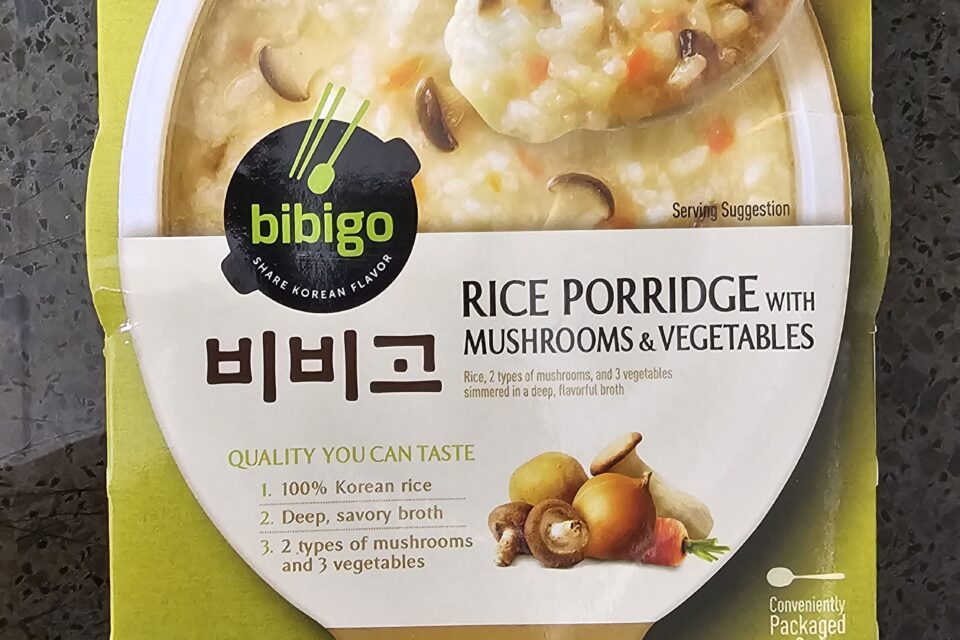 Serving Suggestion
bibigo
SHARE KOREAN FLAVOR
비비고
RICE PORRIDGE WITH
MUSHROOMS & VEGETABLES
Rice, 2 types of mushrooms, and 3 vegetables
simmered in a deep, flavorful broth
QUALITY YOU CAN TASTE
1. 100% Korean rice
2. Deep, savory broth
3. 2 types of mushrooms
and 3 vegetables
Conveniently
Packaged